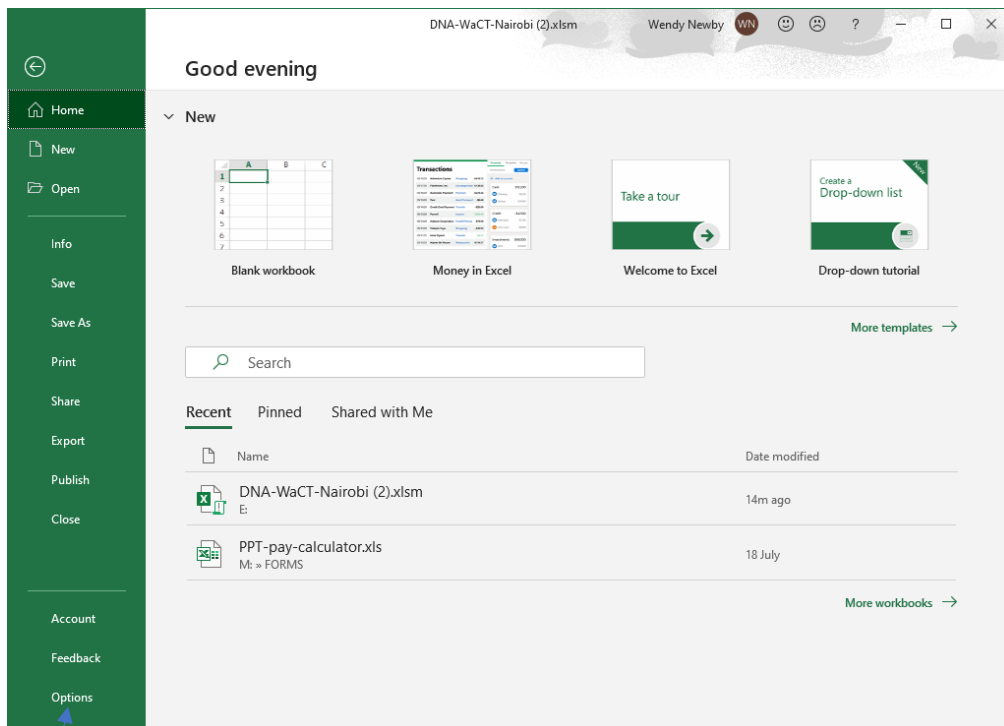 DNA-WaCT-Nairobi (2).xlsm
Wendy Newby
WN
?
Good evening
Home
New
Open
Info
Save
Save As
Print
Share
Export
Publish
Close
Account
Feedback
Options
New
A B C
1
2
3
4
5
6
7
Blank workbook
Transactions
Money in Excel
Take a tour
Welcome to Excel
New
Create a
Drop-down list
Drop-down tutorial
More templates
Search
Recent Pinned Shared with Me
Name Date modified
DNA-WaCT-Nairobi (2).xlsm
E:
14m ago
PPT-pay-calculator.xls
M: » FORMS
18 July
More workbooks